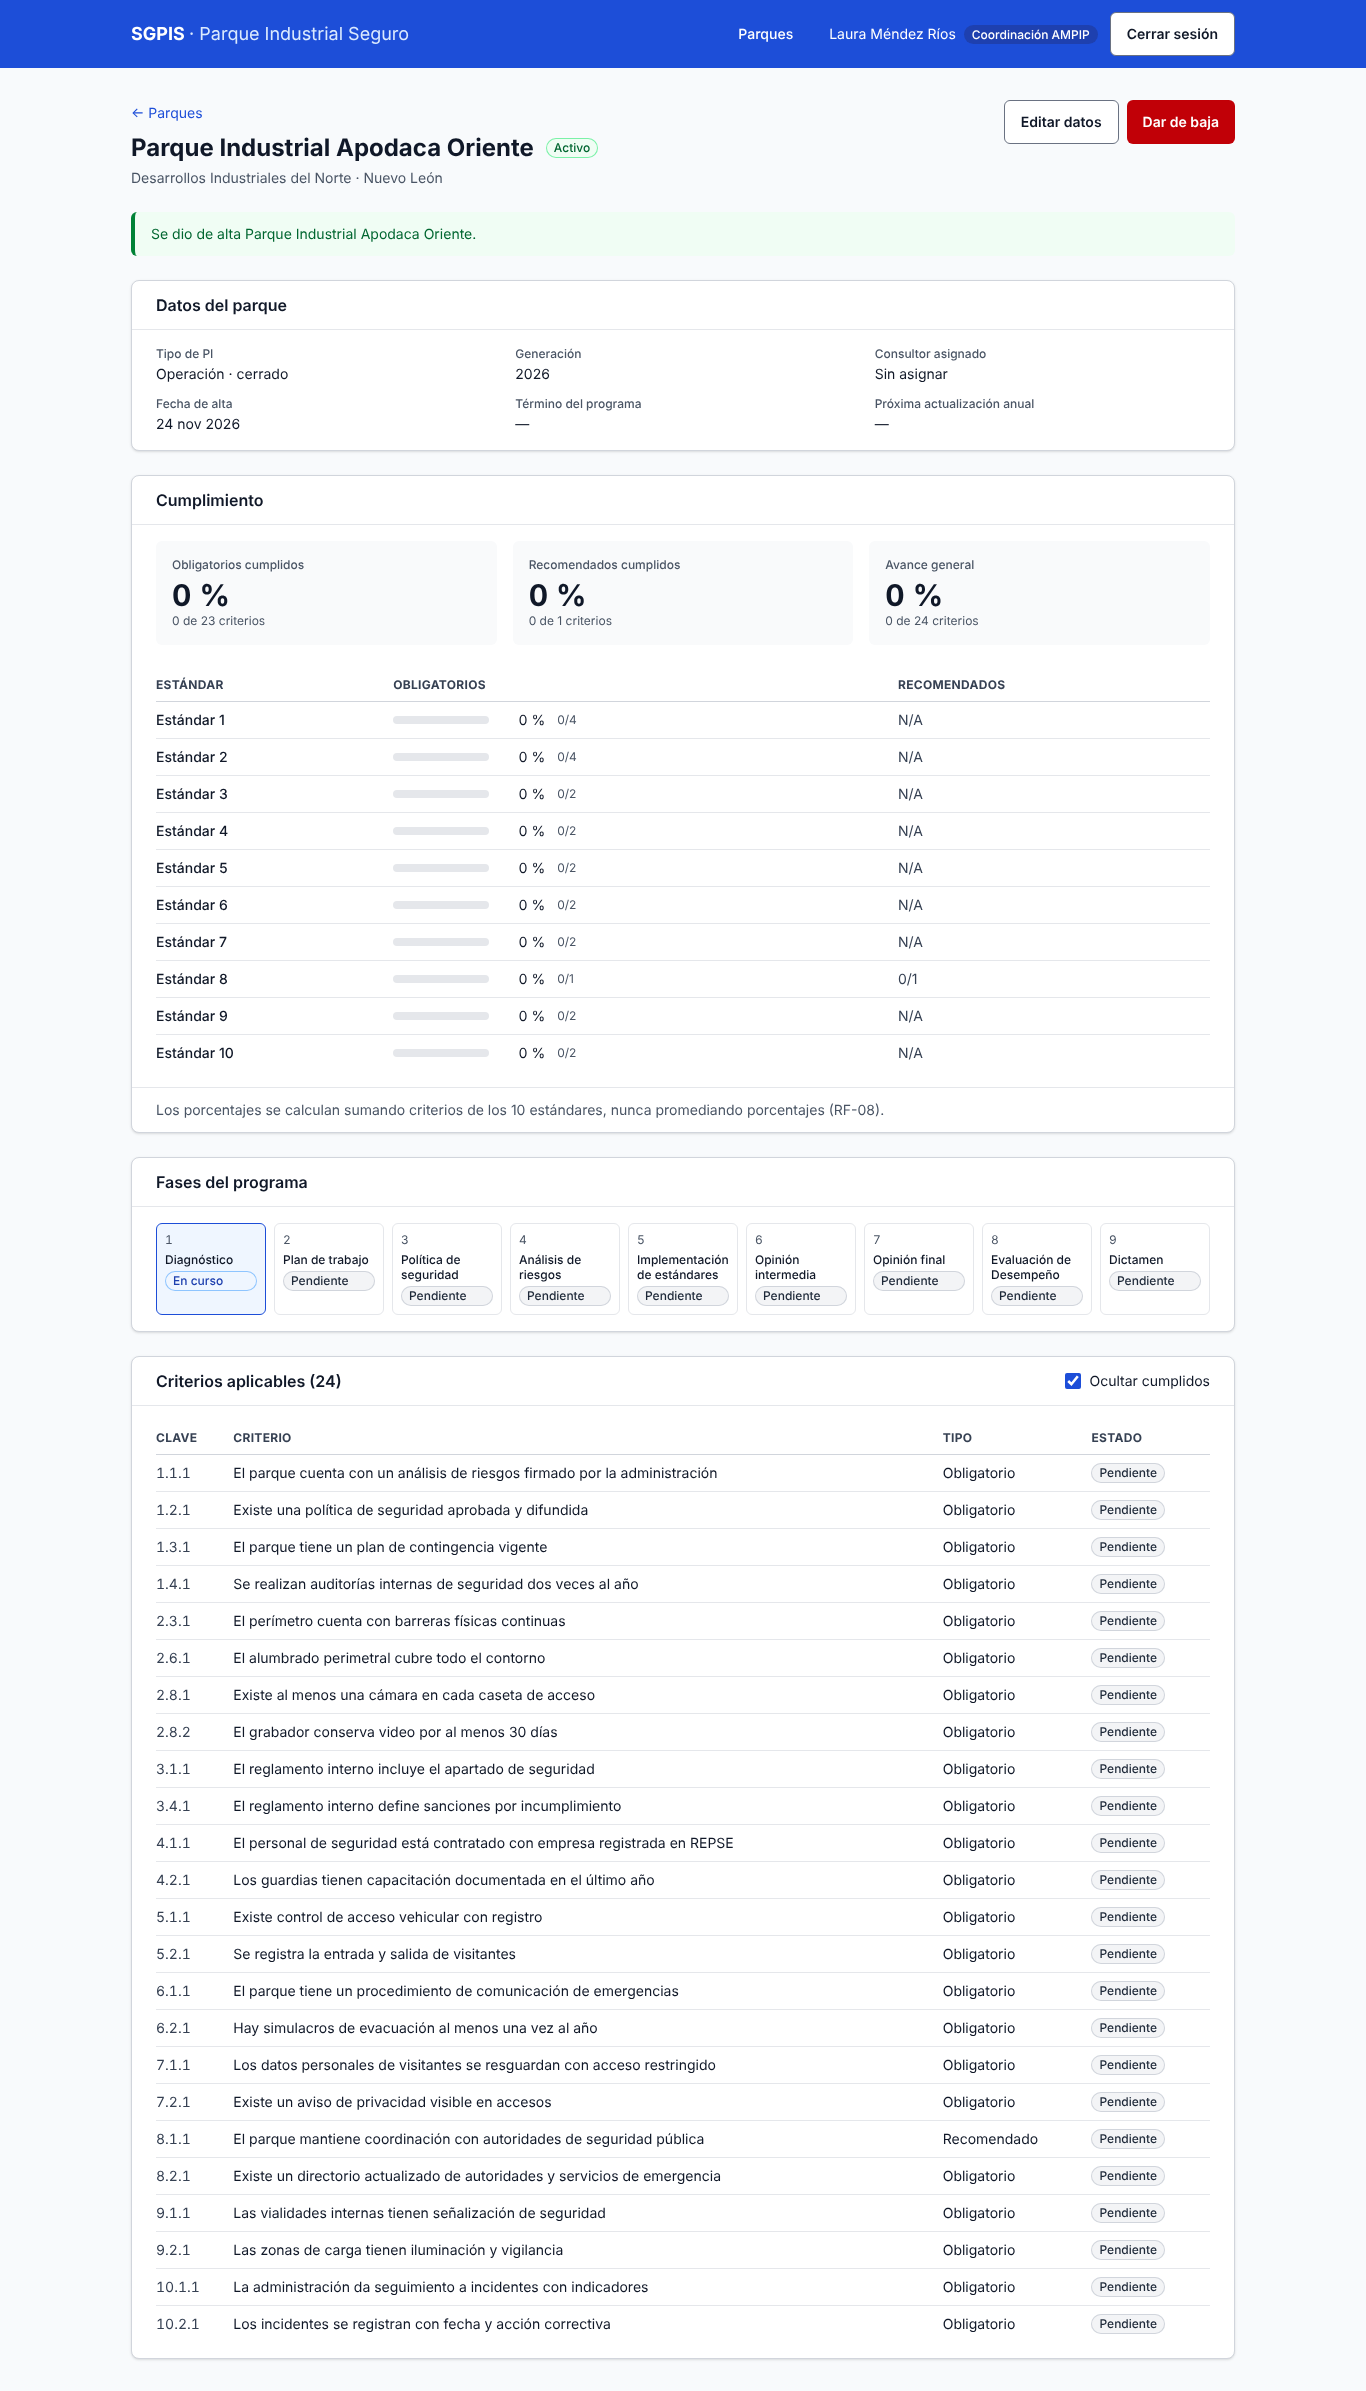 SGPIS · Parque Industrial Seguro
Parques
Laura Méndez Ríos
Coordinación AMPIP
Cerrar sesión
← Parques
Editar datos
Dar de baja
Parque Industrial Apodaca Oriente
Activo
Desarrollos Industriales del Norte · Nuevo León
Se dio de alta Parque Industrial Apodaca Oriente.
Datos del parque
Tipo de PI
Operación · cerrado
Generación
2026
Consultor asignado
Sin asignar
Fecha de alta
24 nov 2026
Término del programa
—
Próxima actualización anual
—
Cumplimiento
Obligatorios cumplidos
0 %
0 de 23 criterios
Recomendados cumplidos
0 %
0 de 1 criterios
Avance general
0 %
0 de 24 criterios
ESTÁNDAR OBLIGATORIOS RECOMENDADOS
Estándar 1 0 % 0/4 N/A
Estándar 2 0 % 0/4 N/A
Estándar 3 0 % 0/2 N/A
Estándar 4 0 % 0/2 N/A
Estándar 5 0 % 0/2 N/A
Estándar 6 0 % 0/2 N/A
Estándar 7 0 % 0/2 N/A
Estándar 8 0 % 0/1 0/1
Estándar 9 0 % 0/2 N/A
Estándar 10 0 % 0/2 N/A
Los porcentajes se calculan sumando criterios de los 10 estándares, nunca promediando porcentajes (RF-08).
Fases del programa
1
Diagnóstico
En curso
2
Plan de trabajo
Pendiente
3
Política de
seguridad
Pendiente
4
Análisis de
riesgos
Pendiente
5
Implementación
de estándares
Pendiente
6
Opinión
intermedia
Pendiente
7
Opinión final
Pendiente
8
Evaluación de
Desempeño
Pendiente
9
Dictamen
Pendiente
Criterios aplicables (24)
Ocultar cumplidos
CLAVE CRITERIO TIPO ESTADO
1.1.1 El parque cuenta con un análisis de riesgos firmado por la administración Obligatorio Pendiente
1.2.1 Existe una política de seguridad aprobada y difundida Obligatorio Pendiente
1.3.1 El parque tiene un plan de contingencia vigente Obligatorio Pendiente
1.4.1 Se realizan auditorías internas de seguridad dos veces al año Obligatorio Pendiente
2.3.1 El perímetro cuenta con barreras físicas continuas Obligatorio Pendiente
2.6.1 El alumbrado perimetral cubre todo el contorno Obligatorio Pendiente
2.8.1 Existe al menos una cámara en cada caseta de acceso Obligatorio Pendiente
2.8.2 El grabador conserva video por al menos 30 días Obligatorio Pendiente
3.1.1 El reglamento interno incluye el apartado de seguridad Obligatorio Pendiente
3.4.1 El reglamento interno define sanciones por incumplimiento Obligatorio Pendiente
4.1.1 El personal de seguridad está contratado con empresa registrada en REPSE Obligatorio Pendiente
4.2.1 Los guardias tienen capacitación documentada en el último año Obligatorio Pendiente
5.1.1 Existe control de acceso vehicular con registro Obligatorio Pendiente
5.2.1 Se registra la entrada y salida de visitantes Obligatorio Pendiente
6.1.1 El parque tiene un procedimiento de comunicación de emergencias Obligatorio Pendiente
6.2.1 Hay simulacros de evacuación al menos una vez al año Obligatorio Pendiente
7.1.1 Los datos personales de visitantes se resguardan con acceso restringido Obligatorio Pendiente
7.2.1 Existe un aviso de privacidad visible en accesos Obligatorio Pendiente
8.1.1 El parque mantiene coordinación con autoridades de seguridad pública Recomendado Pendiente
8.2.1 Existe un directorio actualizado de autoridades y servicios de emergencia Obligatorio Pendiente
9.1.1 Las vialidades internas tienen señalización de seguridad Obligatorio Pendiente
9.2.1 Las zonas de carga tienen iluminación y vigilancia Obligatorio Pendiente
10.1.1 La administración da seguimiento a incidentes con indicadores Obligatorio Pendiente
10.2.1 Los incidentes se registran con fecha y acción correctiva Obligatorio Pendiente